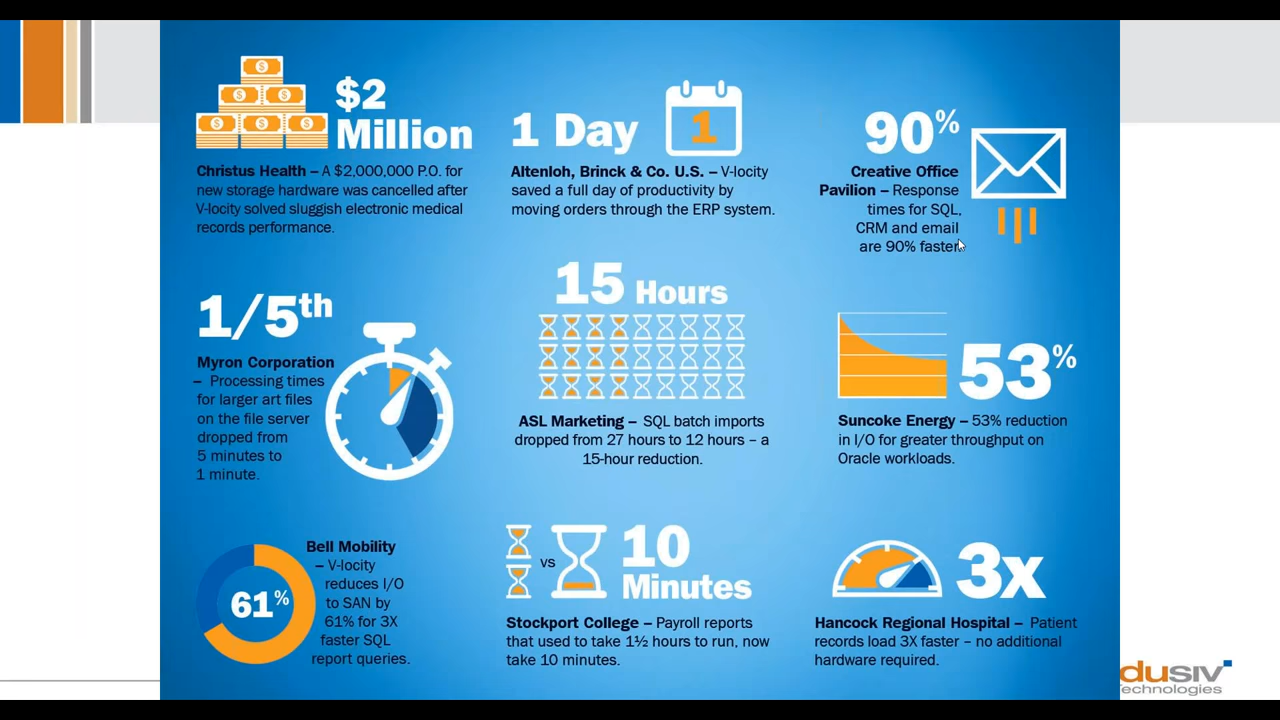 $2
Million
Christus Health – A $2,000,000 P.O. for
new storage hardware was cancelled after
V-locity solved sluggish electronic medical
records performance.
1 Day
1
Altenloh, Brinck & Co. U.S. – V-locity
saved a full day of productivity by
moving orders through the ERP system.
90%
Creative Office
Pavilion – Response
times for SQL,
CRM and email
are 90% faster.
1/5th
Myron Corporation
– Processing times
for larger art files
on the file server
dropped from
5 minutes to
1 minute.
15 Hours
ASL Marketing – SQL batch imports
dropped from 27 hours to 12 hours – a
15-hour reduction.
53%
Suncoke Energy – 53% reduction
in I/O for greater throughput on
Oracle workloads.
61%
Bell Mobility
– V-locity
reduces I/O
to SAN by
61% for 3X
faster SQL
report queries.
vs
10
Minutes
Stockport College – Payroll reports
that used to take 1½ hours to run, now
take 10 minutes.
3x
Hancock Regional Hospital – Patient
records load 3X faster – no additional
hardware required.
dusiv
echnologies